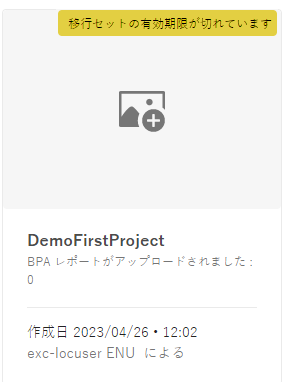 移行セットの有効期限が切れています
DemoFirstProject
BPA レポートがアップロードされました :
0
作成日 2023/04/26・12:02
exc-locuser ENU による